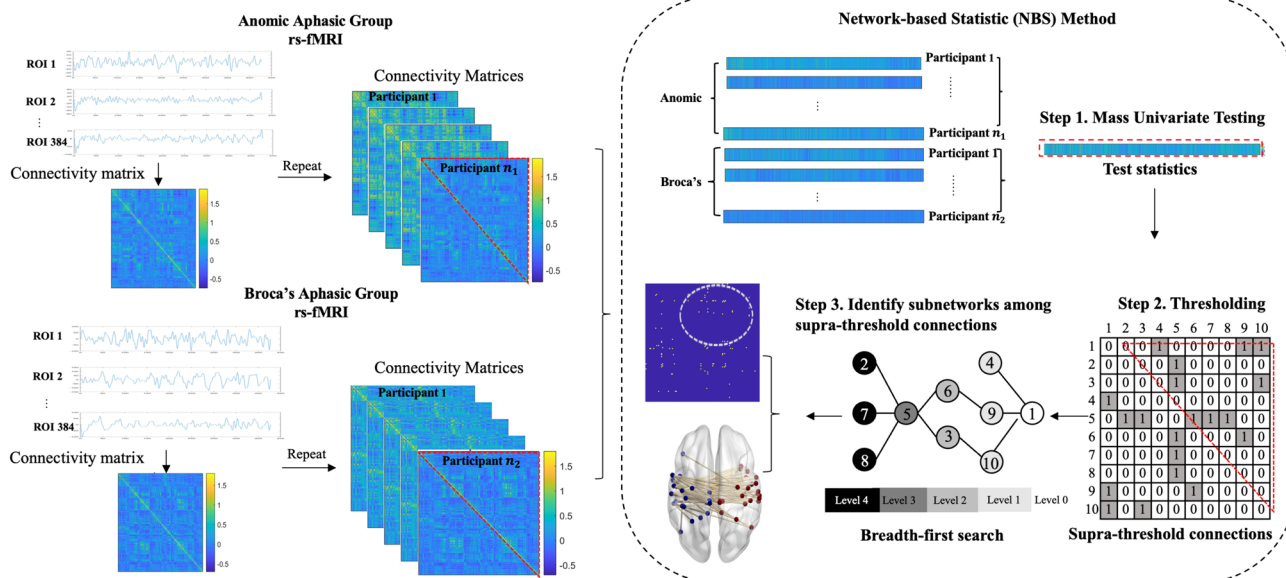 Anomic Aphasic Group
rs-fMRI
ROI 1
ROI 2
⋮
ROI 384
Connectivity matrix
Repeat
Connectivity Matrices
Participant 1
Participant n₁
1.5
1
0.5
0
-0.5
1.5
1
0.5
0
-0.5
Broca's Aphasic Group
rs-fMRI
ROI 1
ROI 2
⋮
ROI 384
Connectivity matrix
Repeat
Connectivity Matrices
Participant 1
Participant n₂
1.5
1
0.5
0
-0.5
1.5
1
0.5
0
-0.5
Network-based Statistic (NBS) Method
Anomic
Participant 1
⋮
Participant n₁
Broca's
Participant 1
⋮
Participant n₂
Step 1. Mass Univariate Testing
Test statistics
Step 2. Thresholding
1 2 3 4 5 6 7 8 9 10
1 0 0 0 1 0 0 0 0 1 1
2 0 0 0 0 1 0 0 0 0 0
3 0 0 0 0 1 0 0 0 0 1
4 1 0 0 0 0 0 0 0 0 0
5 0 1 1 0 0 1 1 1 0 0
6 0 0 0 0 1 0 0 0 1 0
7 0 0 0 0 1 0 0 0 0 0
8 0 0 0 0 1 0 0 0 0 0
9 1 0 0 0 0 1 0 0 0 0
10 1 0 1 0 0 0 0 0 0 0
Supra-threshold connections
Step 3. Identify subnetworks among
supra-threshold connections
2 4
6
7 5 9 1
3
8 10
Level 4 Level 3 Level 2 Level 1 Level 0
Breadth-first search